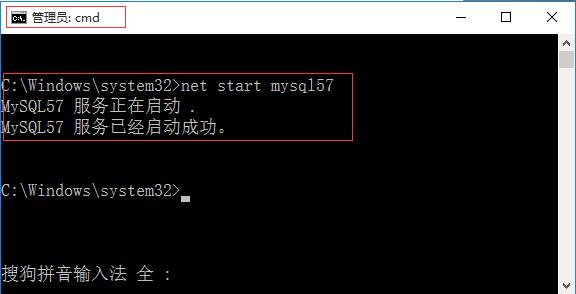 管理员: cmd
C:\Windows\system32>net start mysql57
MySQL57 服务正在启动 .
MySQL57 服务已经启动成功。
C:\Windows\system32>
搜狗拼音输入法 全 :